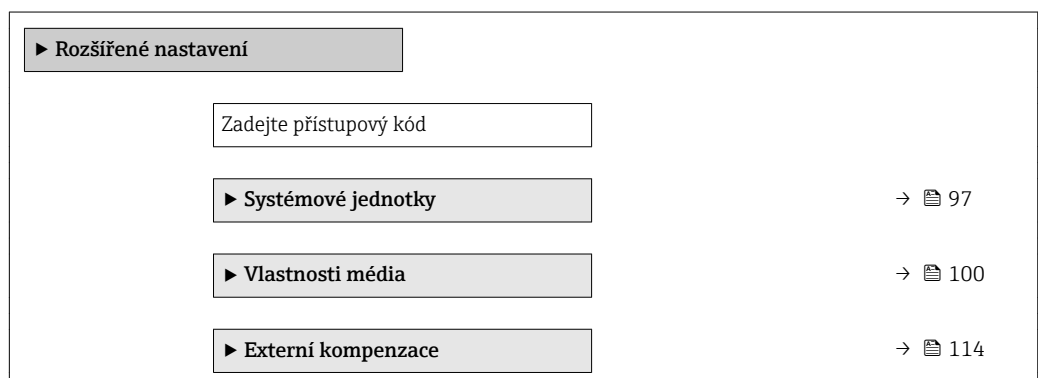 ▶ Rozšířené nastavení
Zadejte přístupový kód
▶ Systémové jednotky → 97
▶ Vlastnosti média → 100
▶ Externí kompenzace → 114